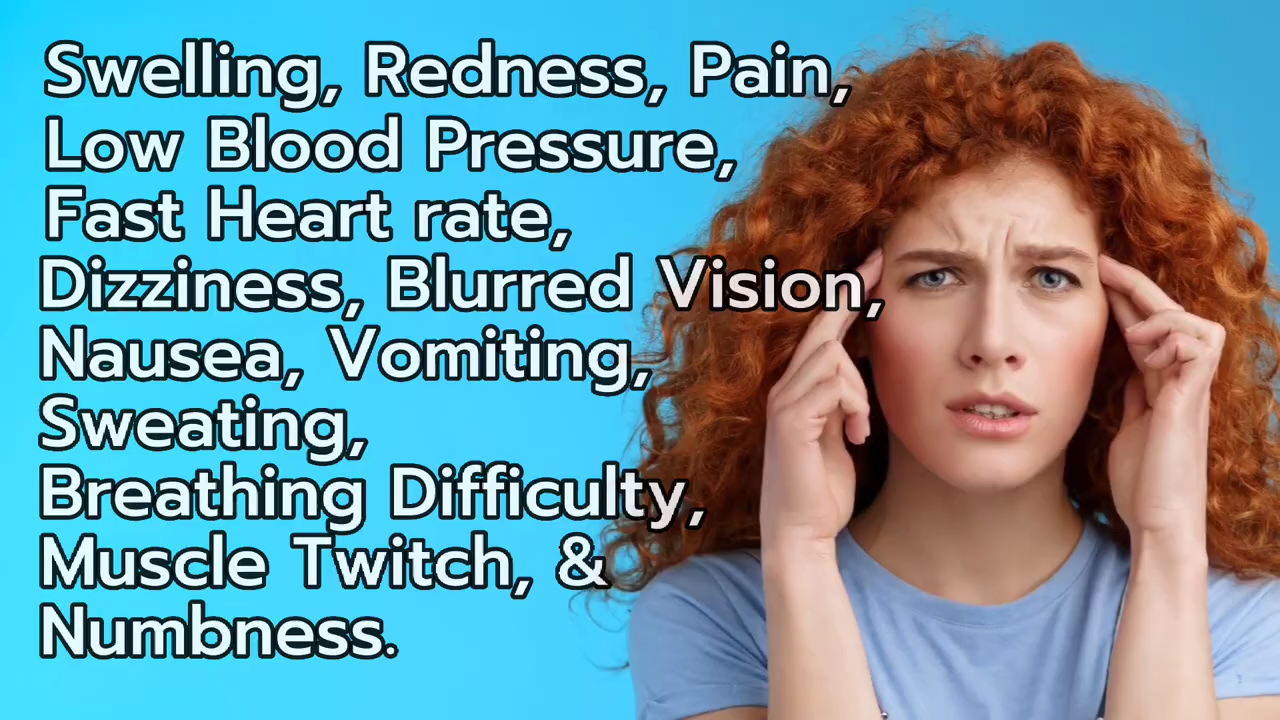 Swelling, Redness, Pain,
Low Blood Pressure,
Fast Heart rate,
Dizziness, Blurred Vision,
Nausea, Vomiting,
Sweating,
Breathing Difficulty,
Muscle Twitch, &
Numbness.